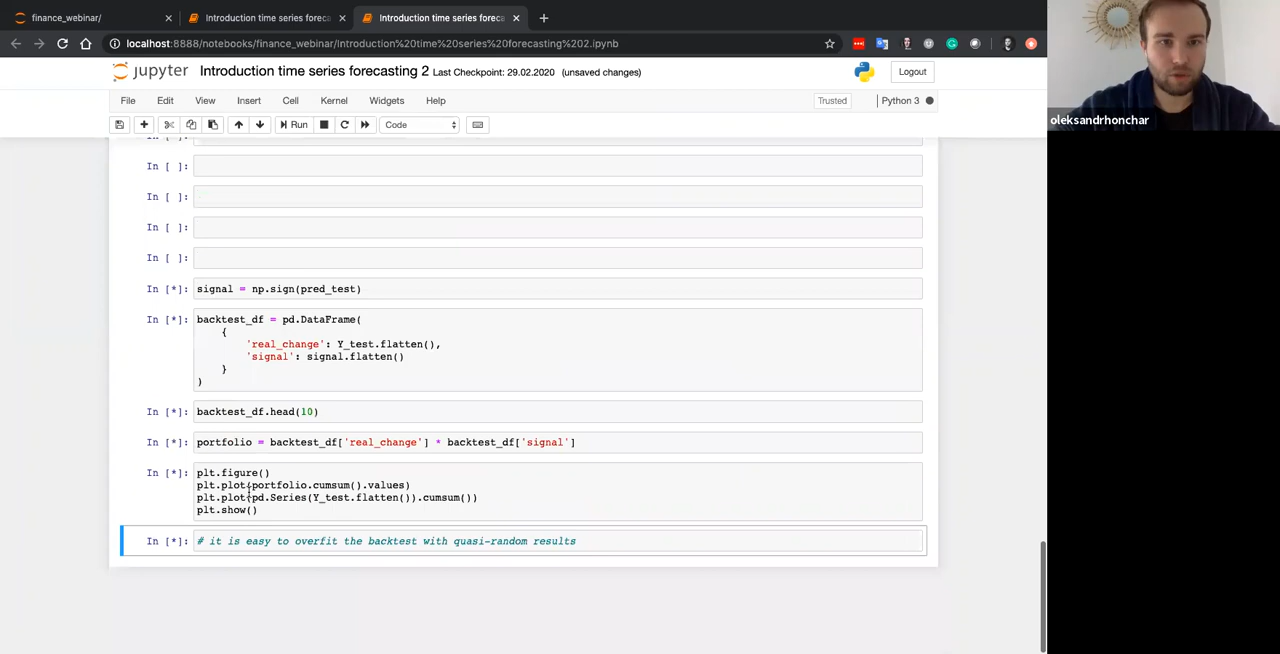 finance_webinar/
Introduction time series foreca
Introduction time series foreca
localhost:8888/notebooks/finance_webinar/Introduction%20time%20series%20forecasting%202.ipynb
jupyter Introduction time series forecasting 2 Last Checkpoint: 29.02.2020 (unsaved changes)
Logout
File Edit View Insert Cell Kernel Widgets Help
Trusted
Python 3
Run
Code
In [ ]:
In [ ]:
In [ ]:
In [ ]:
In [ ]:
In [*]: signal = np.sign(pred_test)
In [*]: backtest_df = pd.DataFrame(
{
'real_change': Y_test.flatten(),
'signal': signal.flatten()
}
)
In [*]: backtest_df.head(10)
In [*]: portfolio = backtest_df['real_change'] * backtest_df['signal']
In [*]: plt.figure()
plt.plot(portfolio.cumsum().values)
plt.plot(pd.Series(Y_test.flatten()).cumsum())
plt.show()
In [*]: # it is easy to overfit the backtest with quasi-random results
oleksandrhonchar